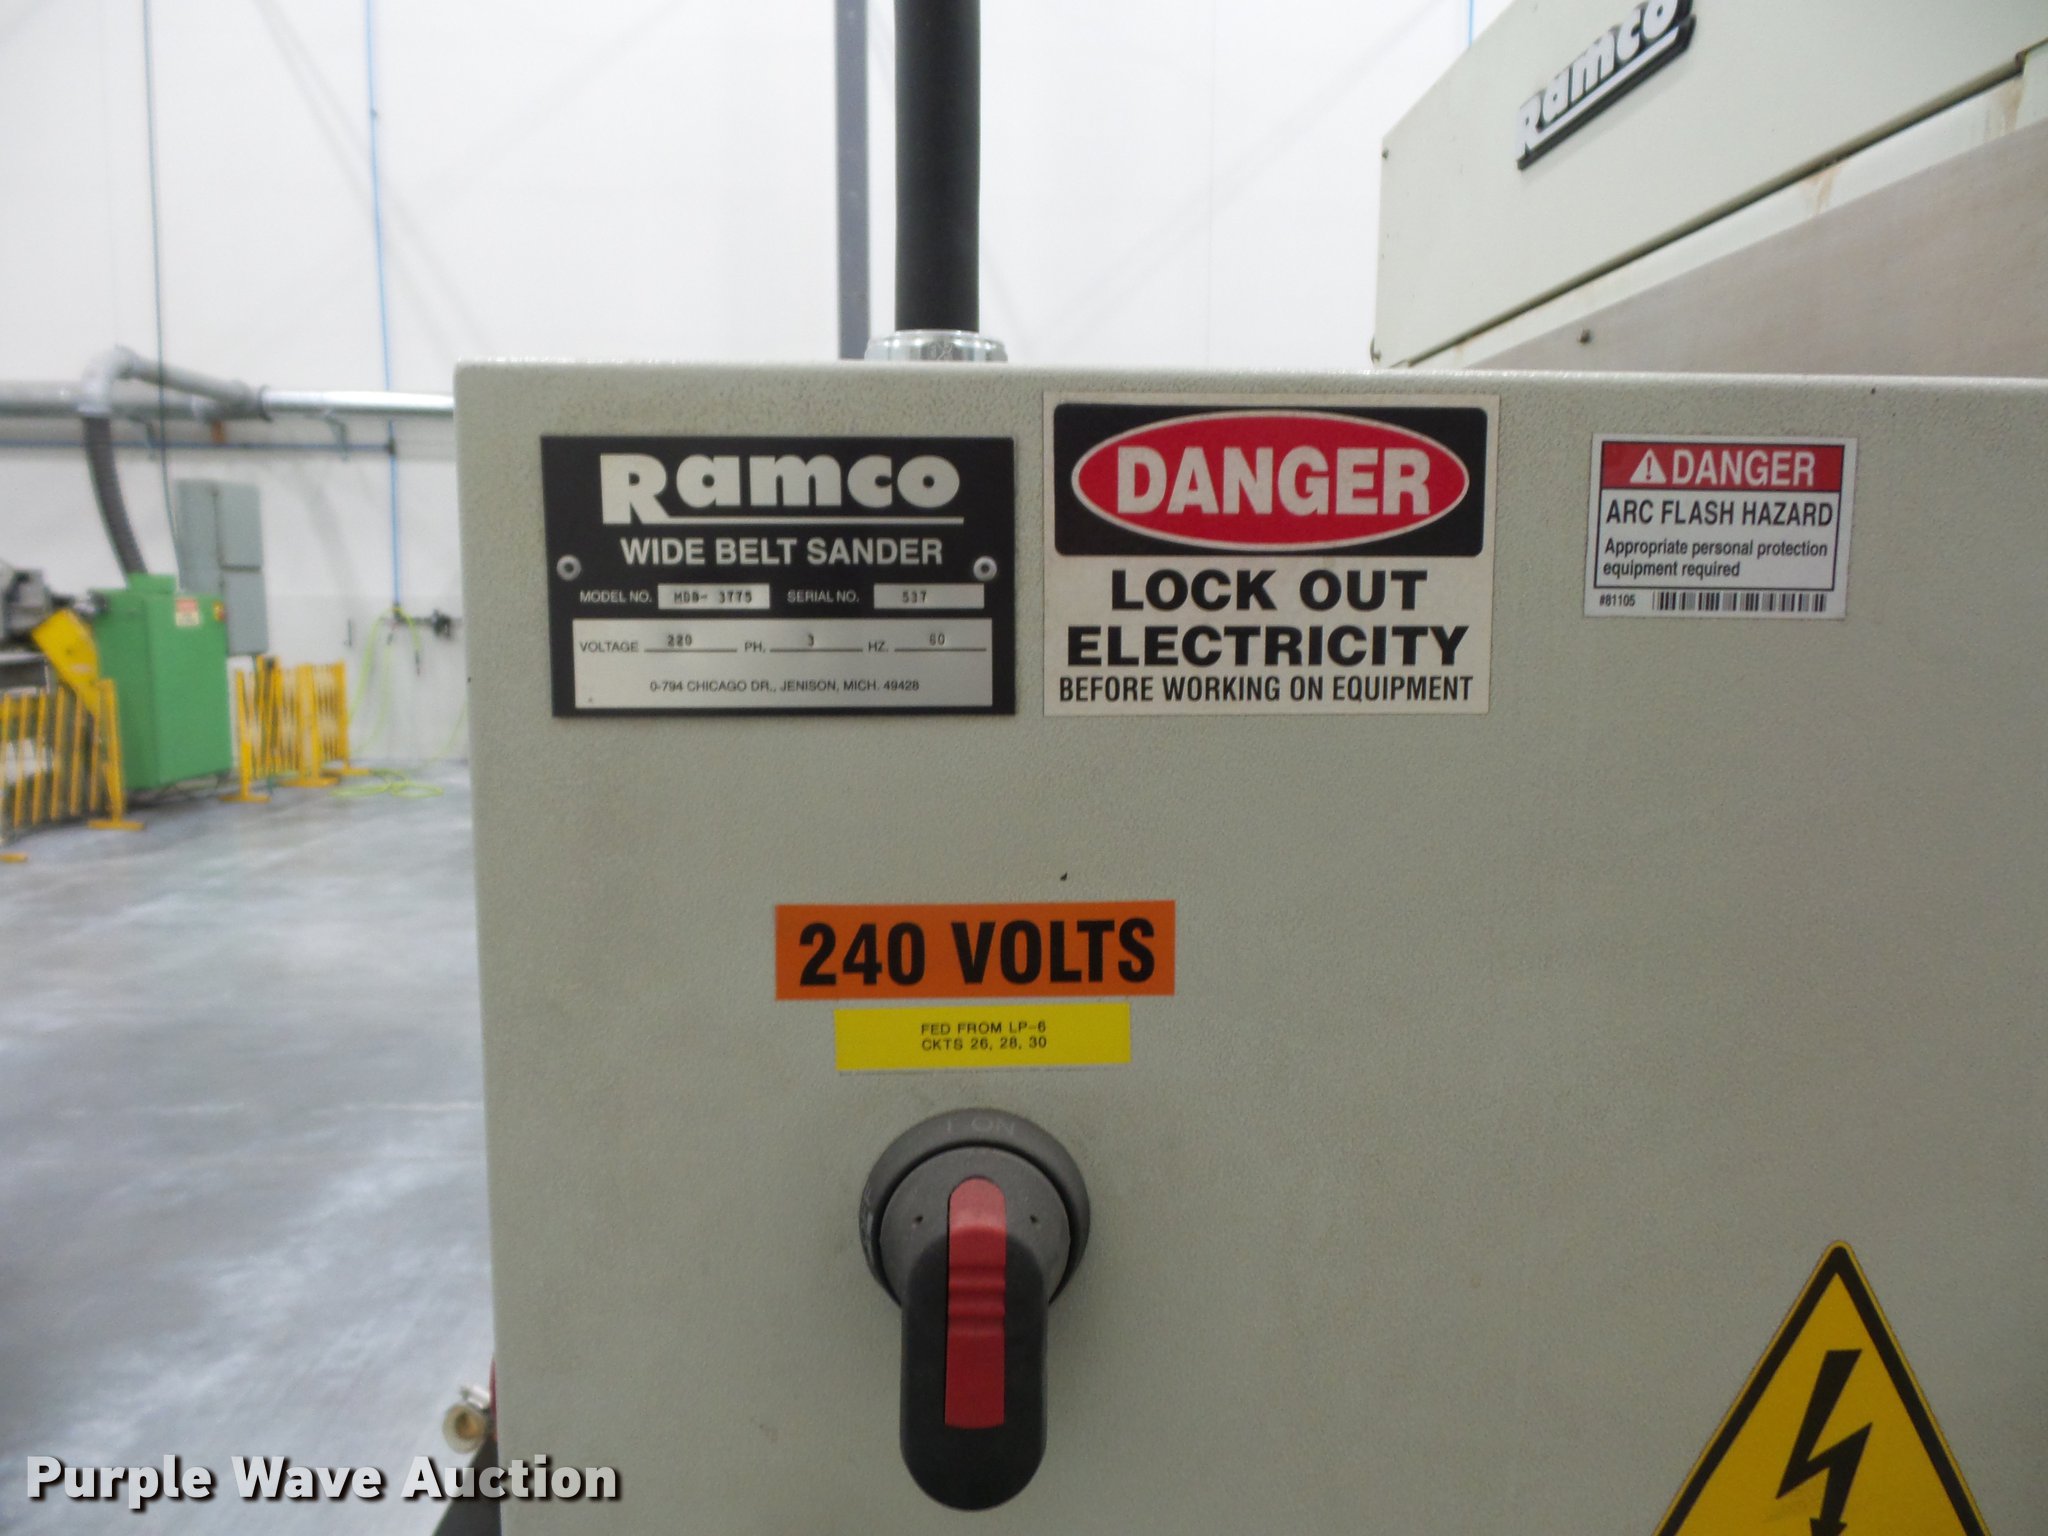 Ramco
Ramco
WIDE BELT SANDER
MODEL NO. MDB- 3775 SERIAL NO. 537
VOLTAGE 220 PH. 3 HZ. 60
0-794 CHICAGO DR., JENISON, MICH. 49428
DANGER
LOCK OUT
ELECTRICITY
BEFORE WORKING ON EQUIPMENT
DANGER
ARC FLASH HAZARD
Appropriate personal protection
equipment required
#81105
240 VOLTS
FED FROM LP-6
CKTS 26, 28, 30
I ON
Purple Wave Auction